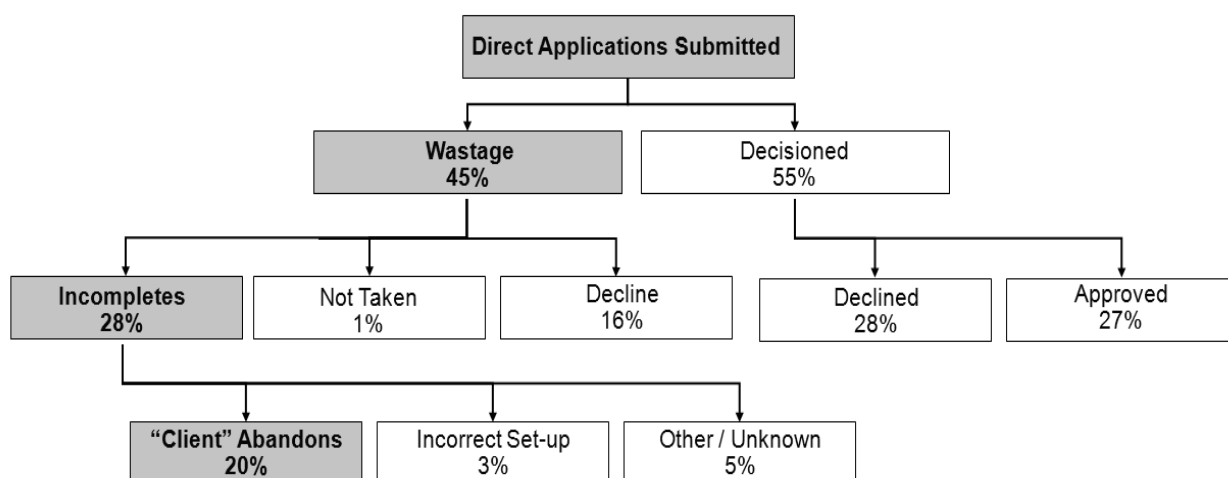 Direct Applications Submitted
Wastage
45%
Decisioned
55%
Incompletes
28%
Not Taken
1%
Decline
16%
Declined
28%
Approved
27%
“Client” Abandons
20%
Incorrect Set-up
3%
Other / Unknown
5%